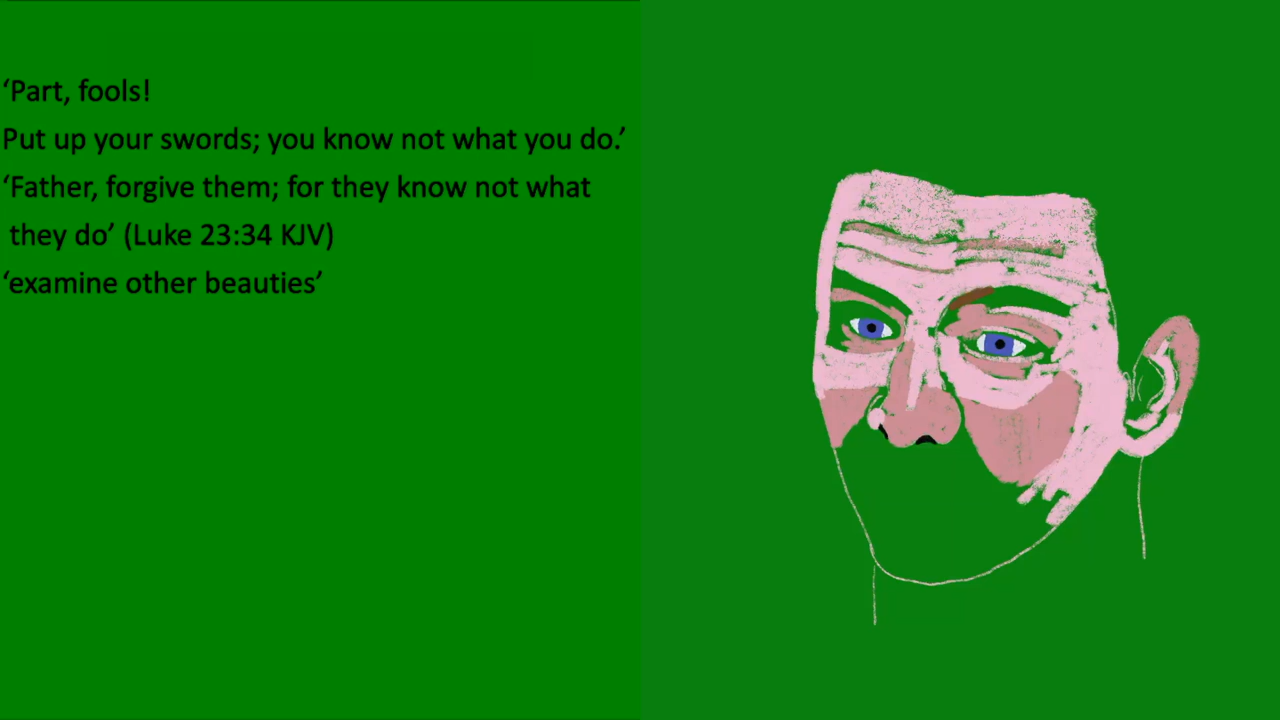 ‘Part, fools!
Put up your swords; you know not what you do.’
‘Father, forgive them; for they know not what
they do’ (Luke 23:34 KJV)
‘examine other beauties’